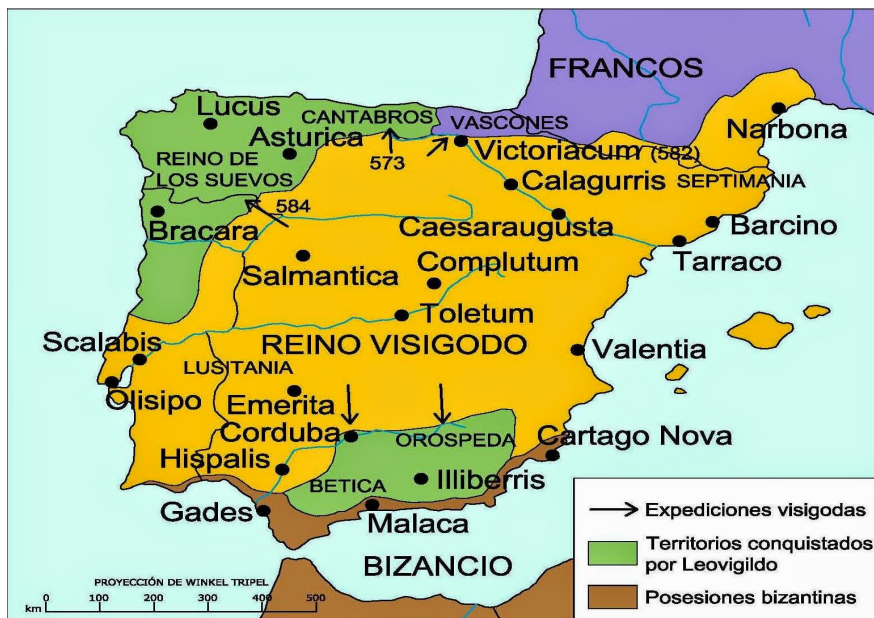 FRANCOS
Lucus
CANTABROS
VASCONES
Narbona
Asturica
573
Victoriacum (582)
REINO DE
LOS SUEVOS
Calagurris
SEPTIMANIA
584
Bracara
Caesaraugusta
Barcino
Salmantica
Complutum
Tarraco
Toletum
Scalabis
REINO VISIGODO
Valentia
LUSITANIA
Olisipo
Emerita
Corduba
OROSPEDA
Cartago Nova
Hispalis
BETICA
Illiberris
Gades
Malaca
BIZANCIO
Expediciones visigodas
Territorios conquistados
por Leovigildo
Posesiones bizantinas
PROYECCIÓN DE WINKEL TRIPEL
km 0 100 200 300 400 500